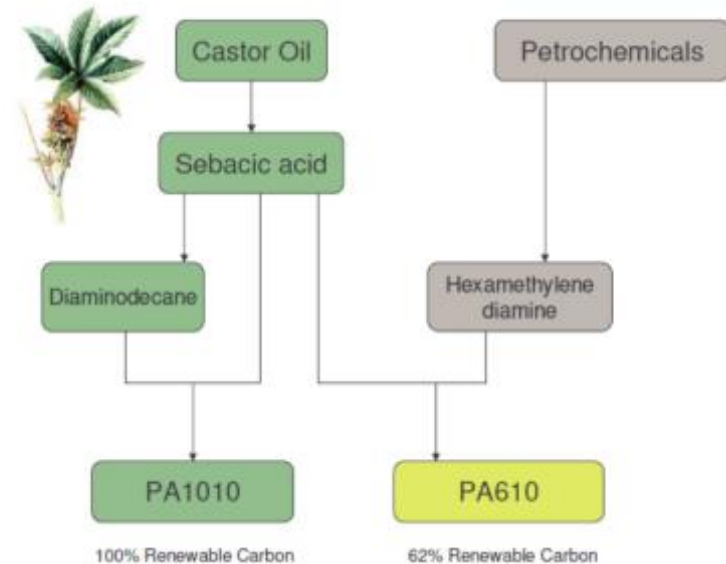 Castor Oil
Petrochemicals
Sebacic acid
Diaminodecane
Hexamethylene
diamine
PA1010
PA610
100% Renewable Carbon
62% Renewable Carbon